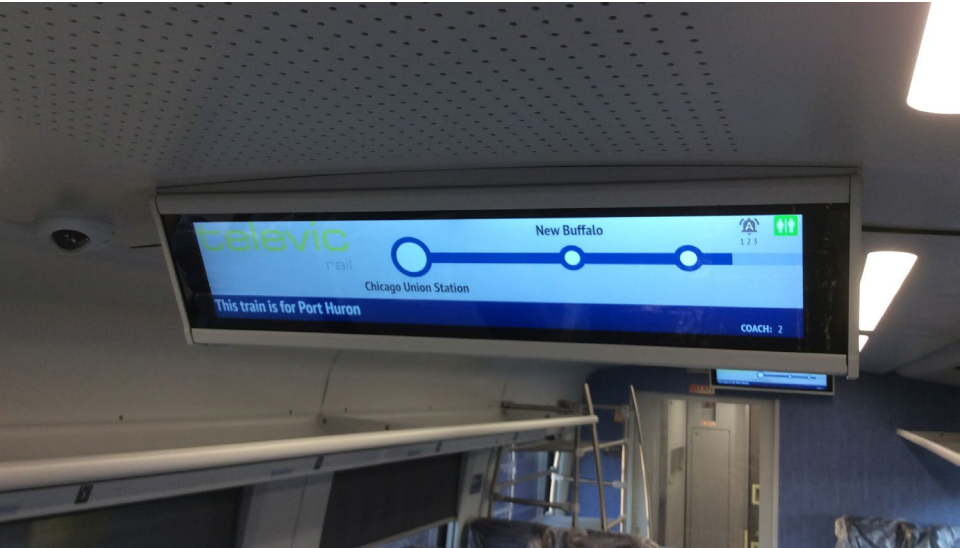 televic
rail
New Buffalo
A
1 2 3
Chicago Union Station
This train is for Port Huron
COACH: 2